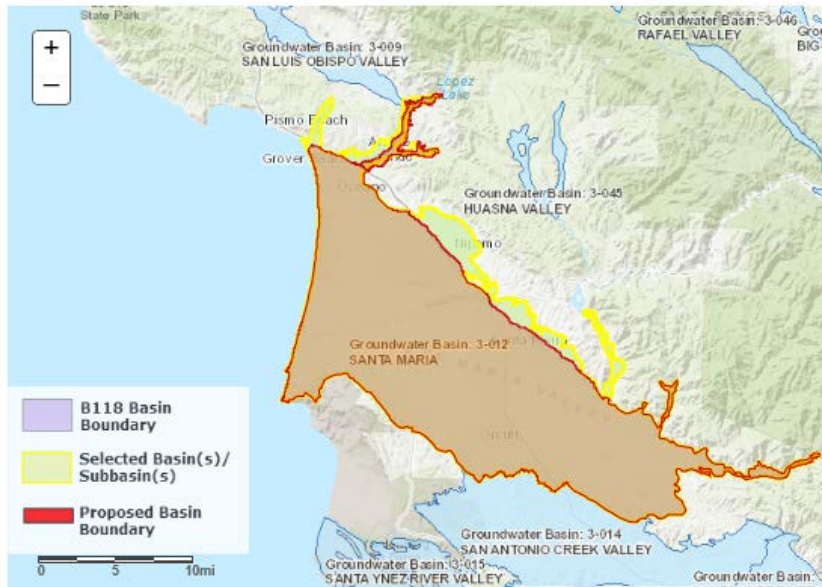 State Park
+
−
Groundwater Basin: 3-046
RAFAEL VALLEY
BIG
Groundwater Basin: 3-009
SAN LUIS OBISPO VALLEY
Lopez
Lake
Pismo Beach
Groundwater Basin: 3-045
HUASNA VALLEY
Groundwater Basin: 3-012
SANTA MARIA
B118 Basin
Boundary
Selected Basin(s)/
Subbasin(s)
Proposed Basin
Boundary
Orcutt
0 5 10mi
Groundwater Basin: 3-014
SAN ANTONIO CREEK VALLEY
Groundwater Basin: 3-015
SANTA YNEZ RIVER VALLEY
Groundwater Basin: